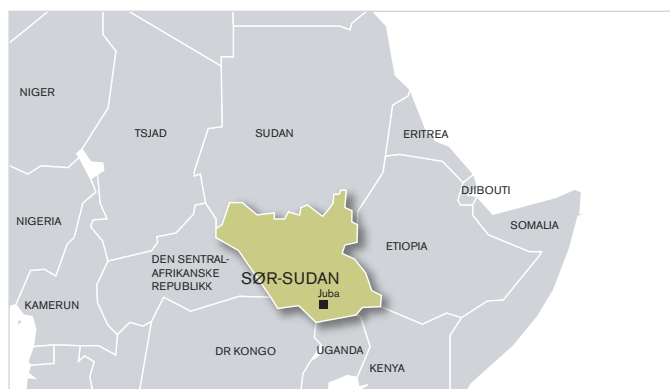 NIGER
TSJAD
SUDAN
ERITREA
DJIBOUTI
NIGERIA
SOMALIA
ETIOPIA
DEN SENTRAL-
AFRIKANSKE
REPUBLIKK
SØR-SUDAN
Juba
KAMERUN
DR KONGO
UGANDA
KENYA